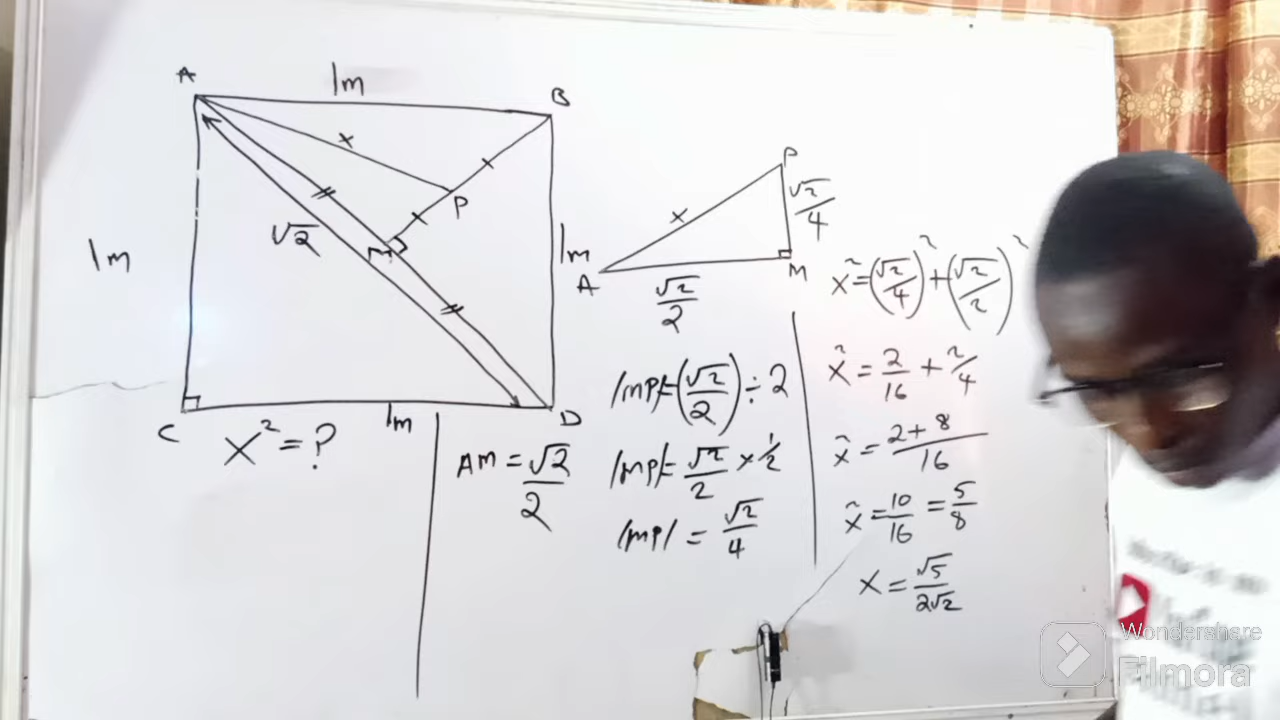 A
1m
B
x
P
√2
M
1m
1m
C
1m
D
x² = ?
P
x
√2/4
A
M
√2/2
AM = √2/2
|MP| = (√2/2) ÷ 2
|MP| = √2/2 × 1/2
|MP| = √2/4
x² = (√2/4)² + (√2/2)²
x² = 2/16 + 2/4
x² = 2+8/16
x² = 10/16 = 5/8
x = √5/2√2
Wondershare
Filmora